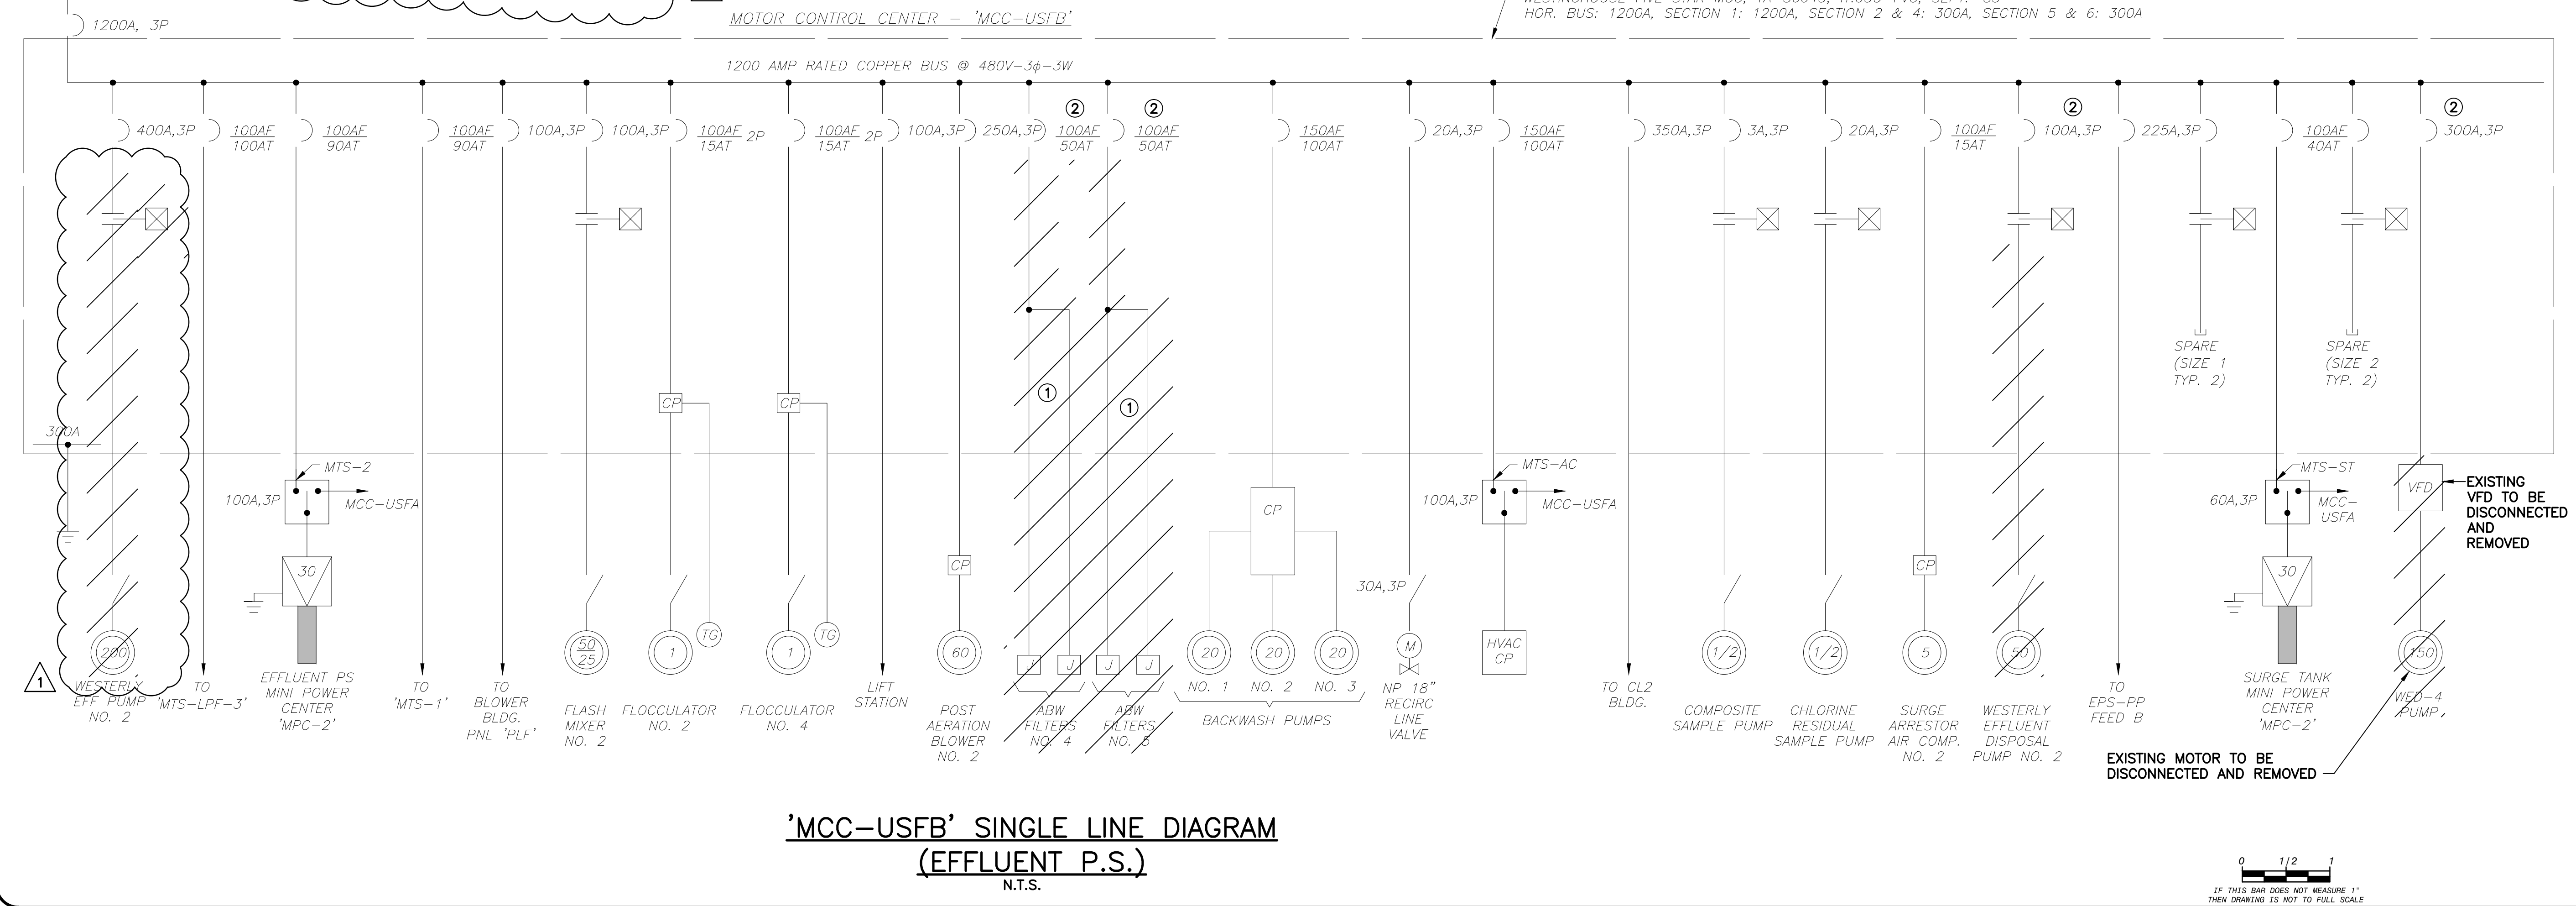 MOTOR CONTROL CENTER - 'MCC-USFB'
HOR. BUS: 1200A, SECTION 1: 1200A, SECTION 2 & 4: 300A, SECTION 5 & 6: 300A
1200A, 3P
1200 AMP RATED COPPER BUS @ 480V-3ϕ-3W
② ② ② ②
400A,3P
100AF
100AT
100AF
90AT
100AF
90AT
100A,3P
100A,3P
100AF 2P
15AT
100AF 2P
15AT
100A,3P
250A,3P
100AF
50AT
100AF
50AT
150AF
100AT
20A,3P
150AF
100AT
350A,3P
3A,3P
20A,3P
100AF
15AT
100A,3P
225A,3P
100AF
40AT
300A,3P
SPARE
(SIZE 1
TYP. 2)
SPARE
(SIZE 2
TYP. 2)
①
①
CP
CP
300A
MTS-2
100A,3P
MCC-USFA
MTS-AC
100A,3P
MCC-USFA
MTS-ST
60A,3P
MCC-
USFA
VFD
EXISTING
VFD TO BE
DISCONNECTED
AND
REMOVED
CP
CP
CP
30
30A,3P
30
1
200
WESTERLY
EFF PUMP
NO. 2
TO
'MTS-LPF-3'
EFFLUENT PS
MINI POWER
CENTER
'MPC-2'
TO
'MTS-1'
TO
BLOWER
BLDG.
PNL 'PLF'
50
25
FLASH
MIXER
NO. 2
1
TG
FLOCCULATOR
NO. 2
1
TG
FLOCCULATOR
NO. 4
LIFT
STATION
60
POST
AERATION
BLOWER
NO. 2
J J
ABW
FILTERS
NO. 4
J J
ABW
FILTERS
NO. 5
20 20 20
NO. 1 NO. 2 NO. 3
BACKWASH PUMPS
M
NP 18"
RECIRC
LINE
VALVE
HVAC
CP
TO CL2
BLDG.
1/2
COMPOSITE
SAMPLE PUMP
1/2
CHLORINE
RESIDUAL
SAMPLE PUMP
5
SURGE
ARRESTOR
AIR COMP.
NO. 2
50
WESTERLY
EFFLUENT
DISPOSAL
PUMP NO. 2
TO
EPS-PP
FEED B
SURGE TANK
MINI POWER
CENTER
'MPC-2'
150
WED-4
PUMP
EXISTING MOTOR TO BE
DISCONNECTED AND REMOVED
'MCC-USFB' SINGLE LINE DIAGRAM
(EFFLUENT P.S.)
N.T.S.
0 1/2 1
IF THIS BAR DOES NOT MEASURE 1"
THEN DRAWING IS NOT TO FULL SCALE